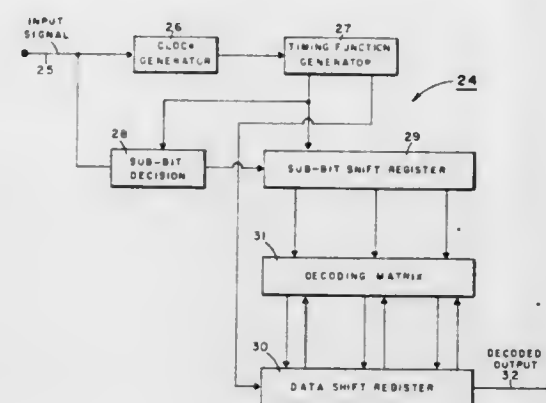 INPUT
SIGNAL
25
26
CLOCK
GENERATOR
27
TIMING FUNCTION
GENERATOR
24
28
SUB-BIT
DECISION
29
SUB-BIT SHIFT REGISTER
31
DECODING MATRIX
30
DATA SHIFT REGISTER
DECODED
OUTPUT
32